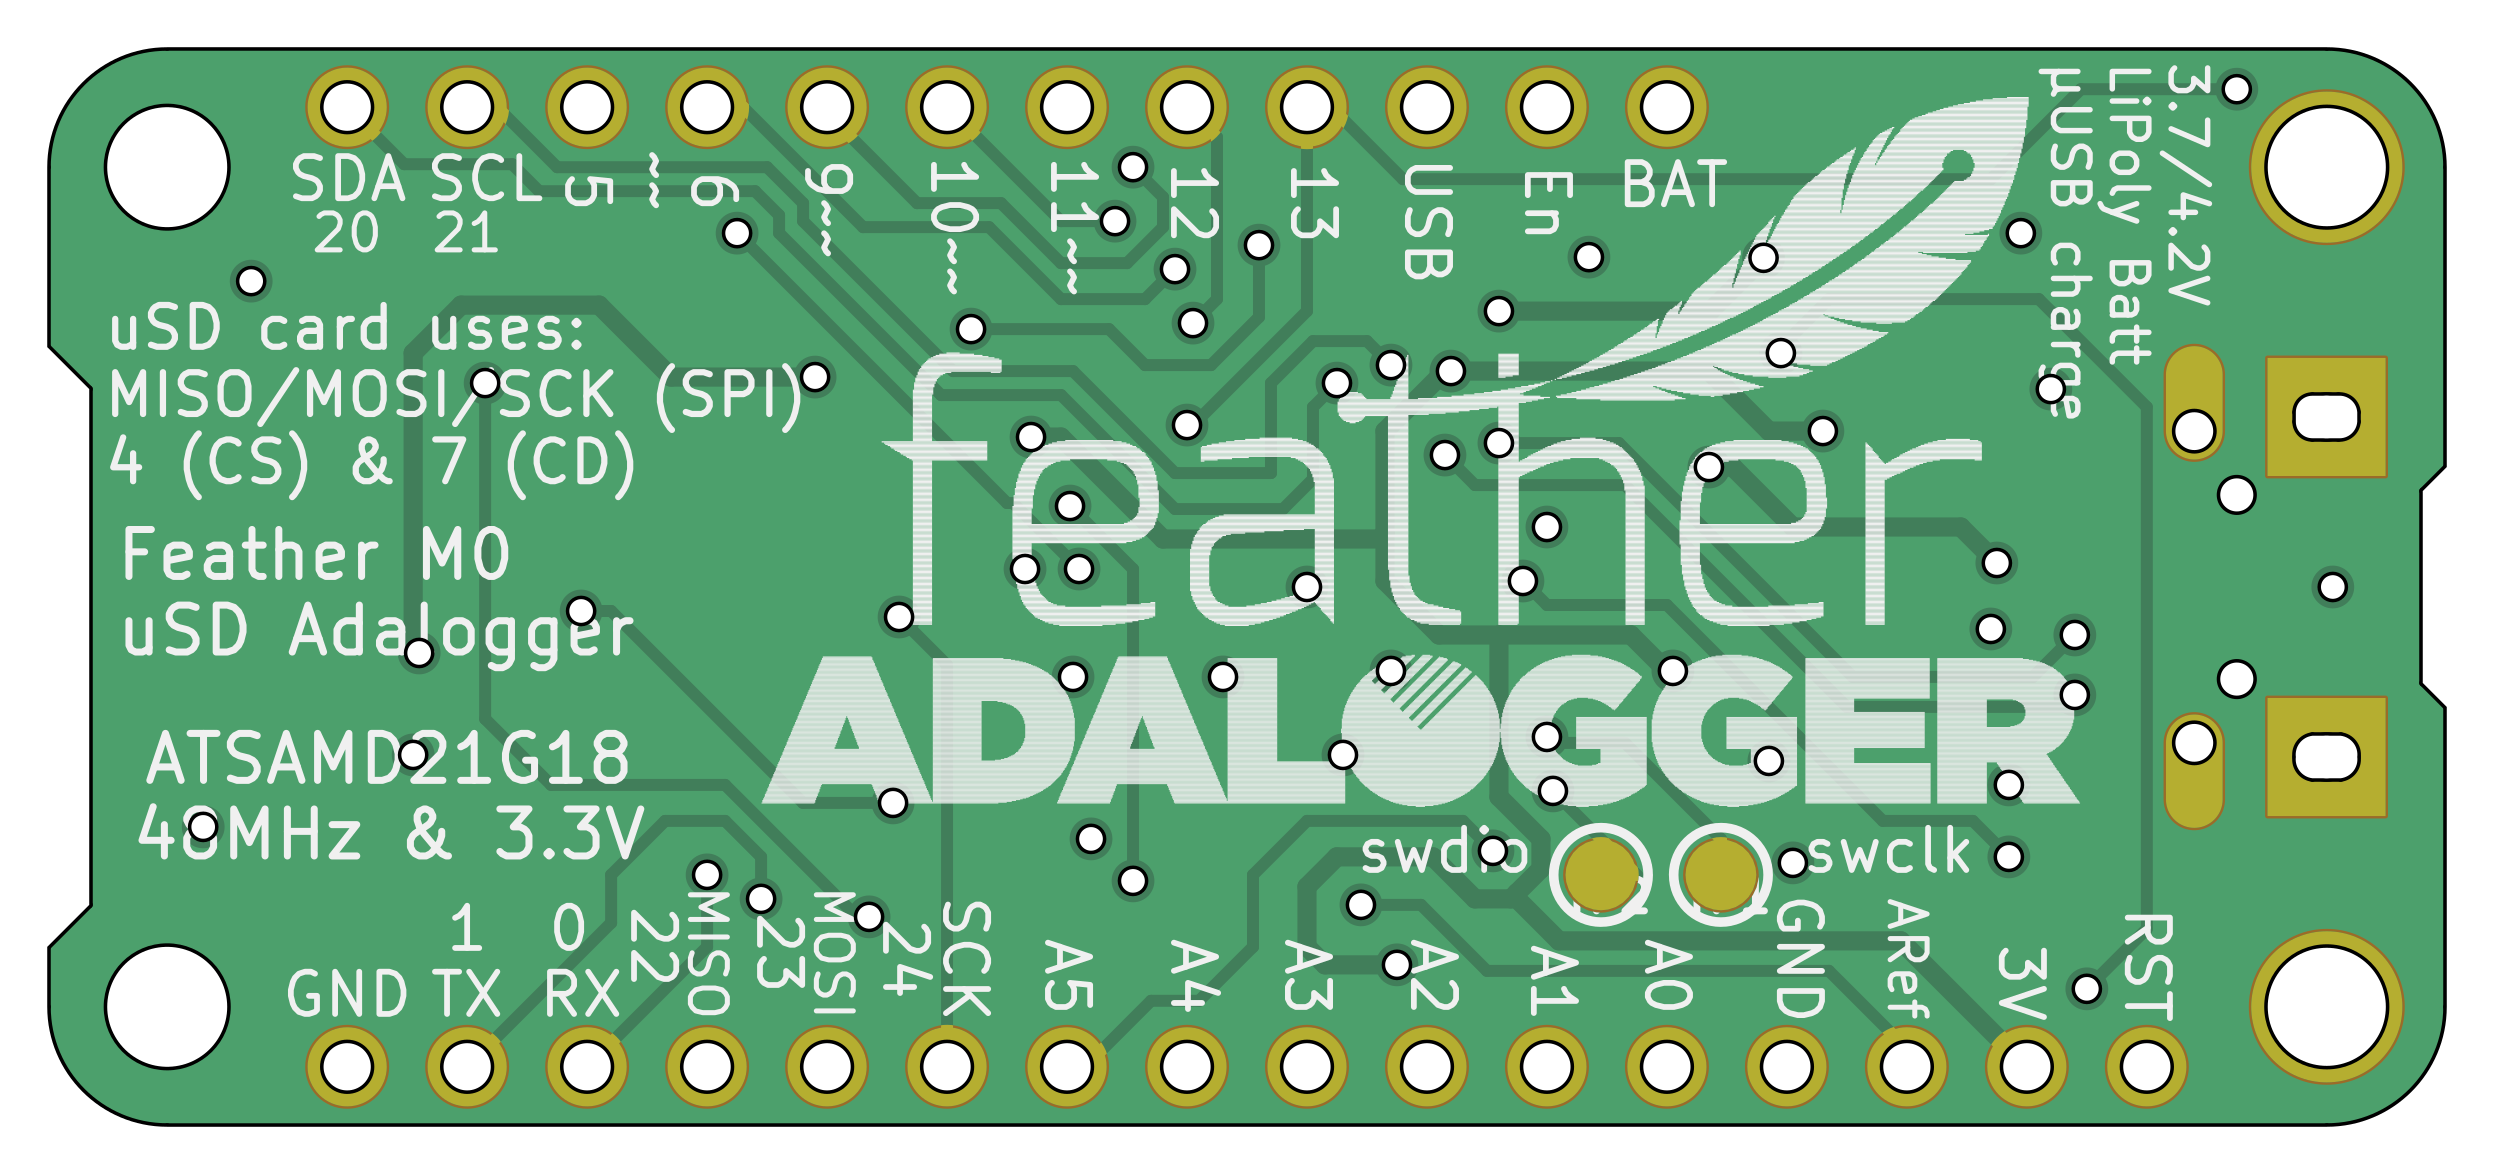 SDA SCL 5~ 6 9~~ 10~~ 11~~ 12 13 USB En BAT
20 21
3.7/4.2V
lipoly Batt
µUSB charge
uSD card uses:
MISO/MOSI/SCK (SPI)
4 (CS) & 7 (CD)
Feather M0
uSD Adalogger
feather
ADALOGGER
ATSAMD21G18
48MHz & 3.3V
swdio swclk
1 0 22 23 24
GND TX RX MISO MOSI SCK A5 A4 A3 A2 A1 A0 GND ARef 3V RST